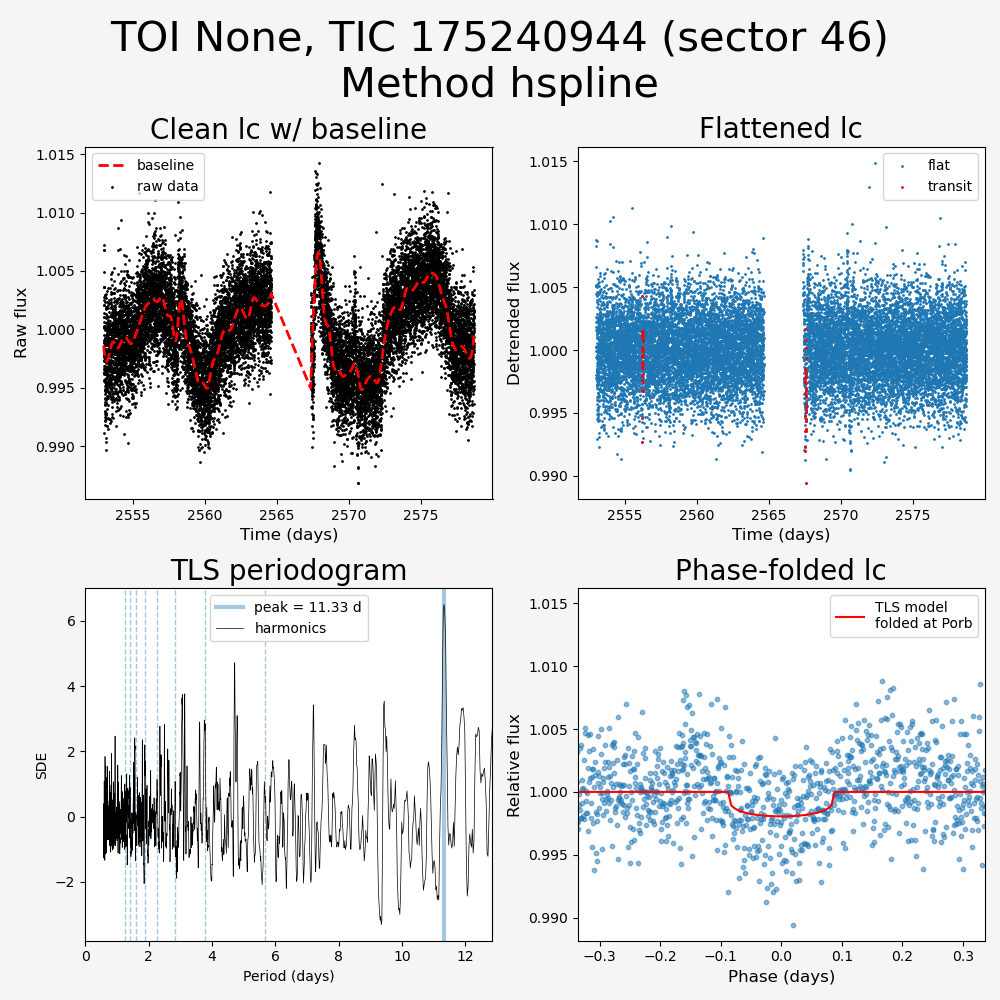 TOI None, TIC 175240944 (sector 46)
Method hspline
Clean lc w/ baseline
Flattened lc
baseline
raw data
flat
transit
1.015
1.010
1.005
1.000
0.995
0.990
Raw flux
2555
2560
2565
2570
2575
Time (days)
1.015
1.010
1.005
1.000
0.995
0.990
Detrended flux
2555
2560
2565
2570
2575
Time (days)
TLS periodogram
Phase-folded lc
peak = 11.33 d
harmonics
TLS model
folded at Porb
6
4
2
0
−2
SDE
0
2
4
6
8
10
12
Period (days)
1.015
1.010
1.005
1.000
0.995
0.990
Relative flux
−0.3
−0.2
−0.1
0.0
0.1
0.2
0.3
Phase (days)